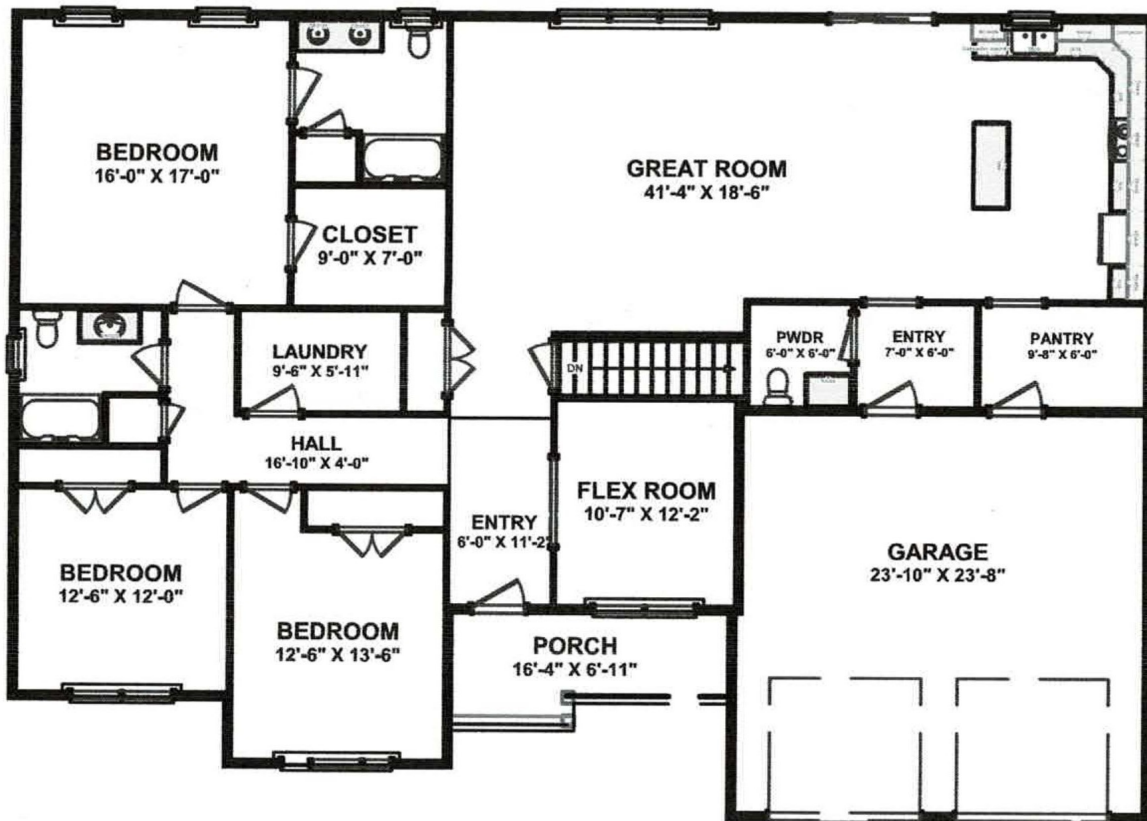 BEDROOM
16'-0" X 17'-0"
GREAT ROOM
41'-4" X 18'-6"
CLOSET
9'-0" X 7'-0"
LAUNDRY
9'-6" X 5'-11"
PWDR
6'-0" X 6'-0"
ENTRY
7'-0" X 6'-0"
PANTRY
9'-8" X 6'-0"
DN
HALL
16'-10" X 4'-0"
FLEX ROOM
10'-7" X 12'-2"
ENTRY
6'-0" X 11'-2"
GARAGE
23'-10" X 23'-8"
BEDROOM
12'-6" X 12'-0"
BEDROOM
12'-6" X 13'-6"
PORCH
16'-4" X 6'-11"